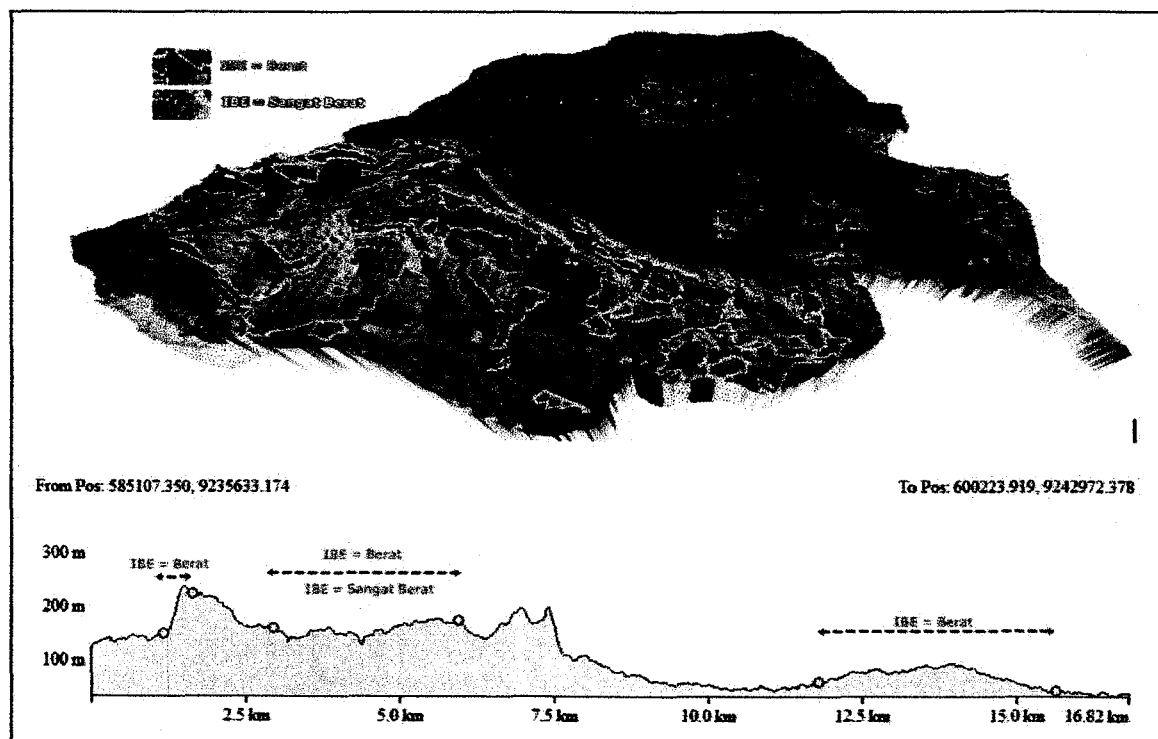 IBE = Berat
IBE = Sangat Berat
From Pos: 585107.350, 9235633.174
To Pos: 600223.919, 9242972.378
300 m
200 m
100 m
IBE = Berat
IBE = Berat
IBE = Sangat Berat
IBE = Berat
2.5 km
5.0 km
7.5 km
10.0 km
12.5 km
15.0 km
16.82 km